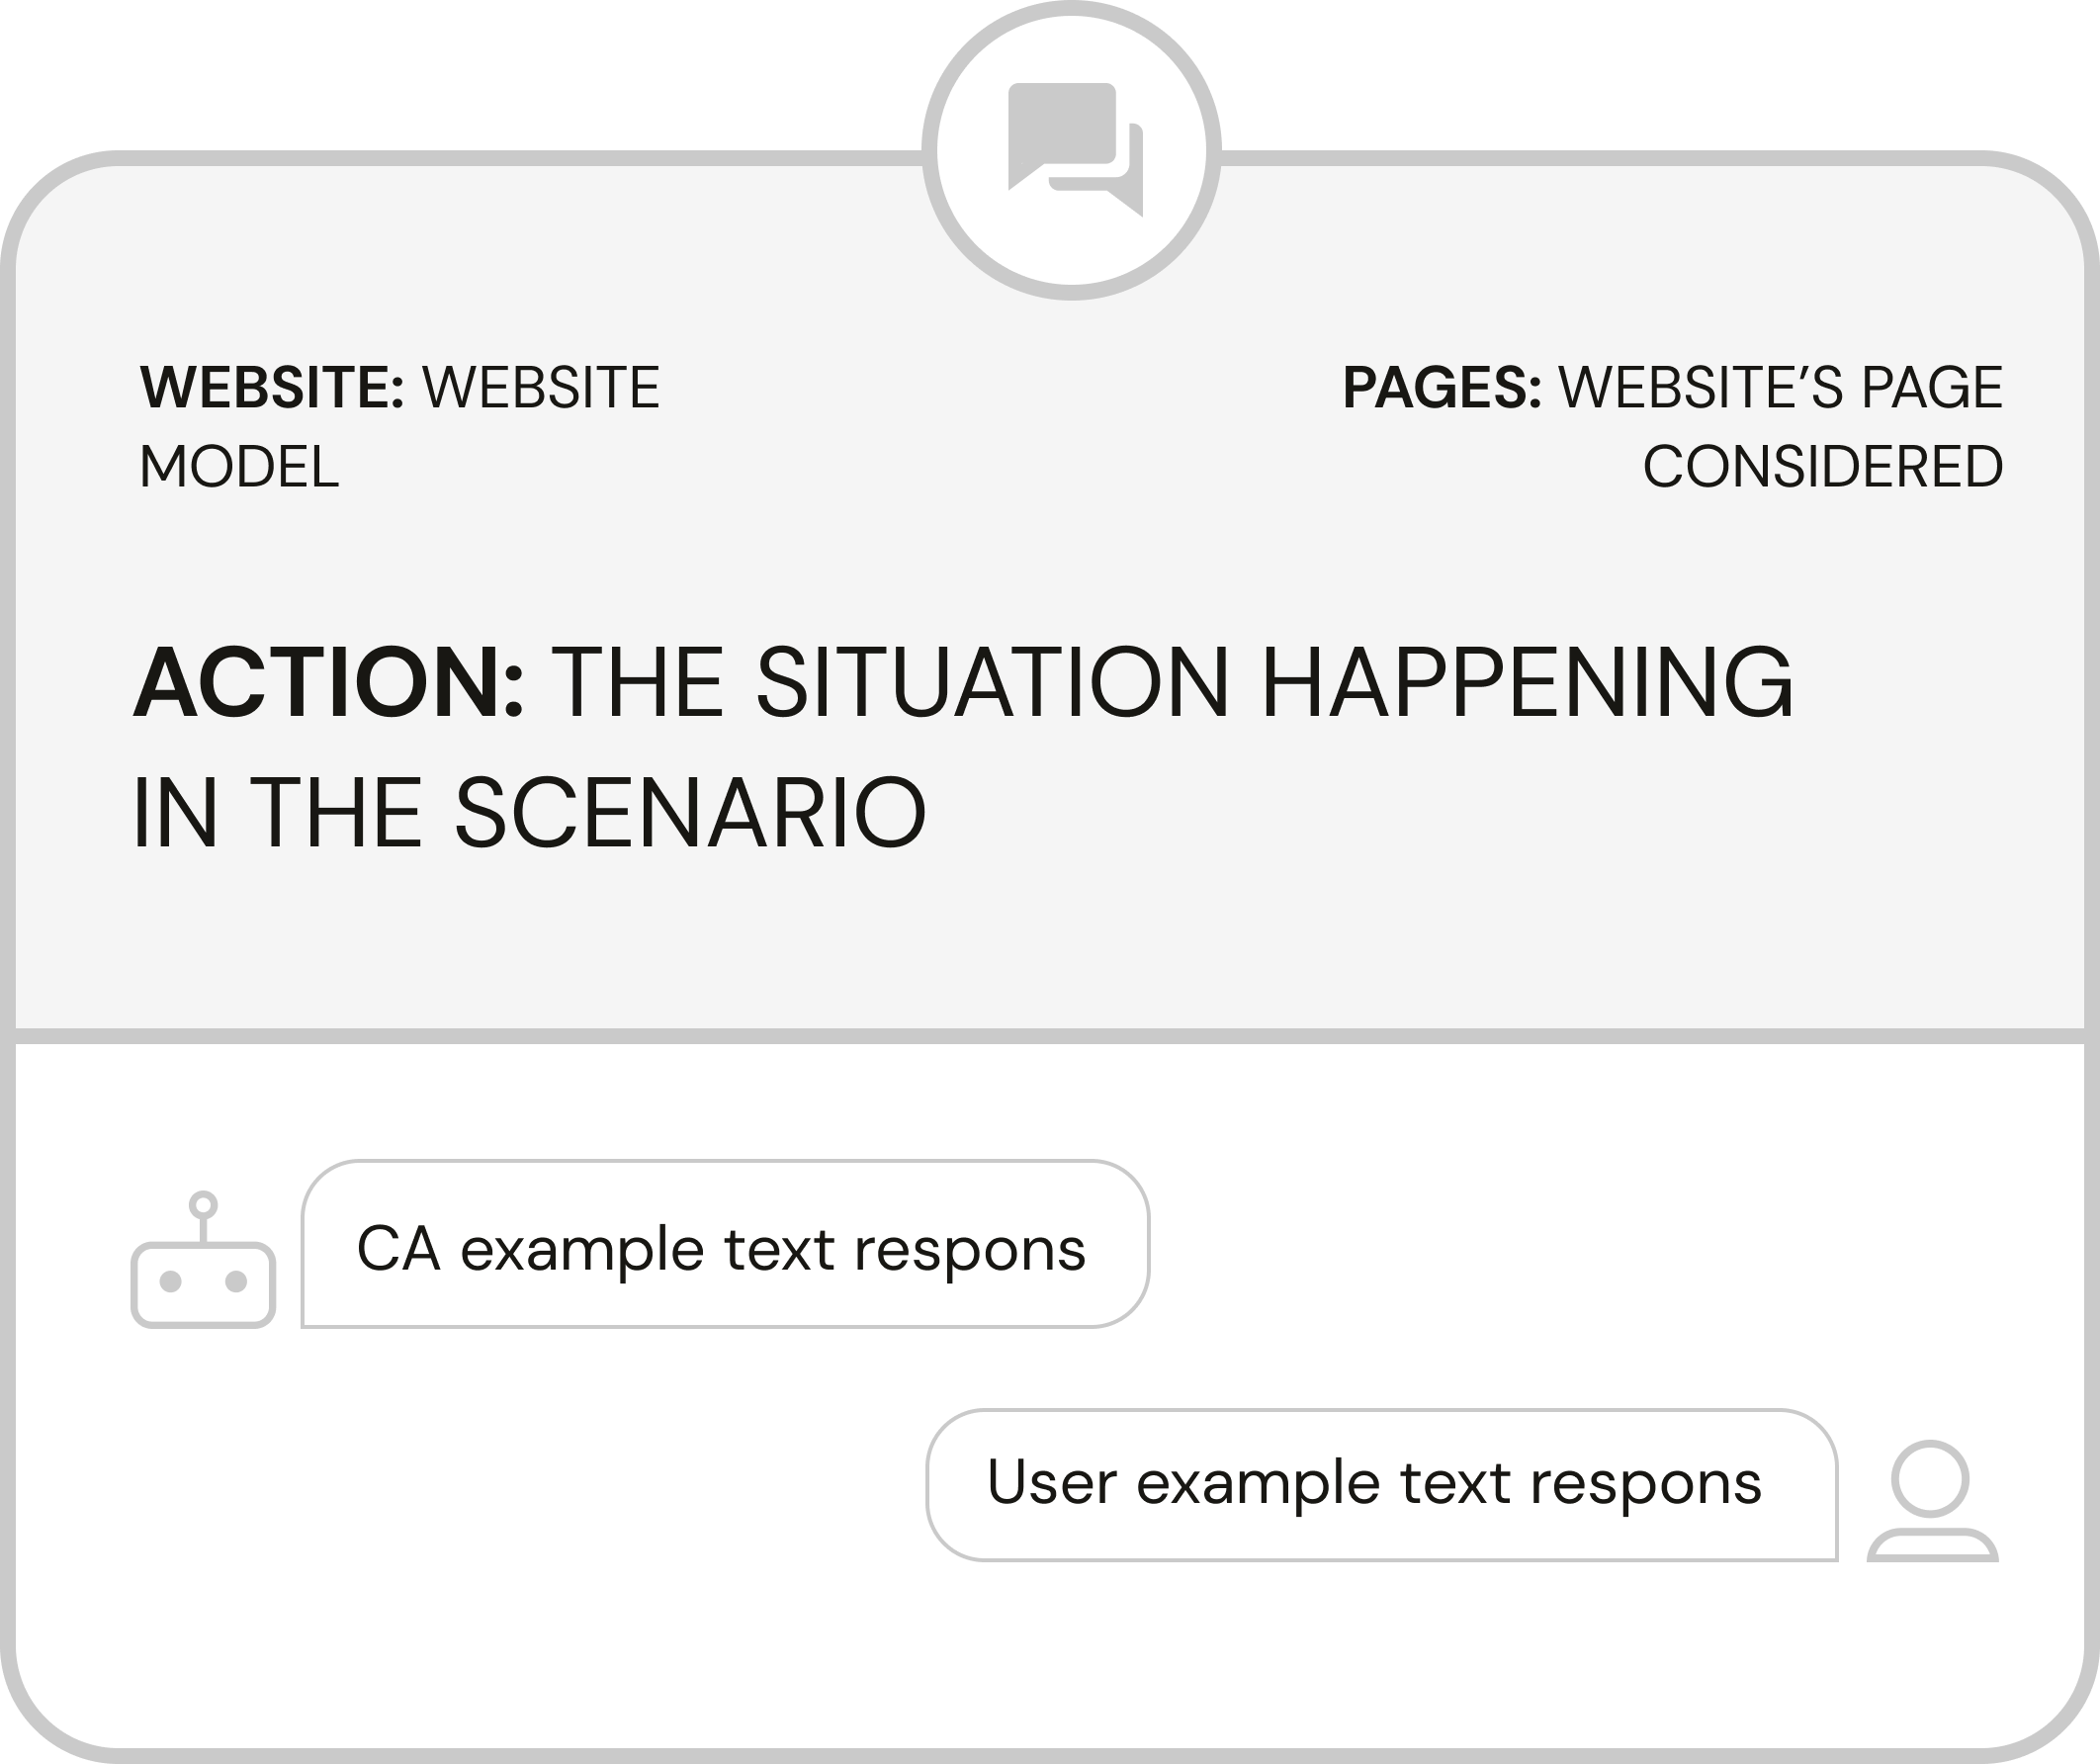 WEBSITE: WEBSITE
MODEL
PAGES: WEBSITE’S PAGE
CONSIDERED
ACTION: THE SITUATION HAPPENING
IN THE SCENARIO
CA example text respons
User example text respons